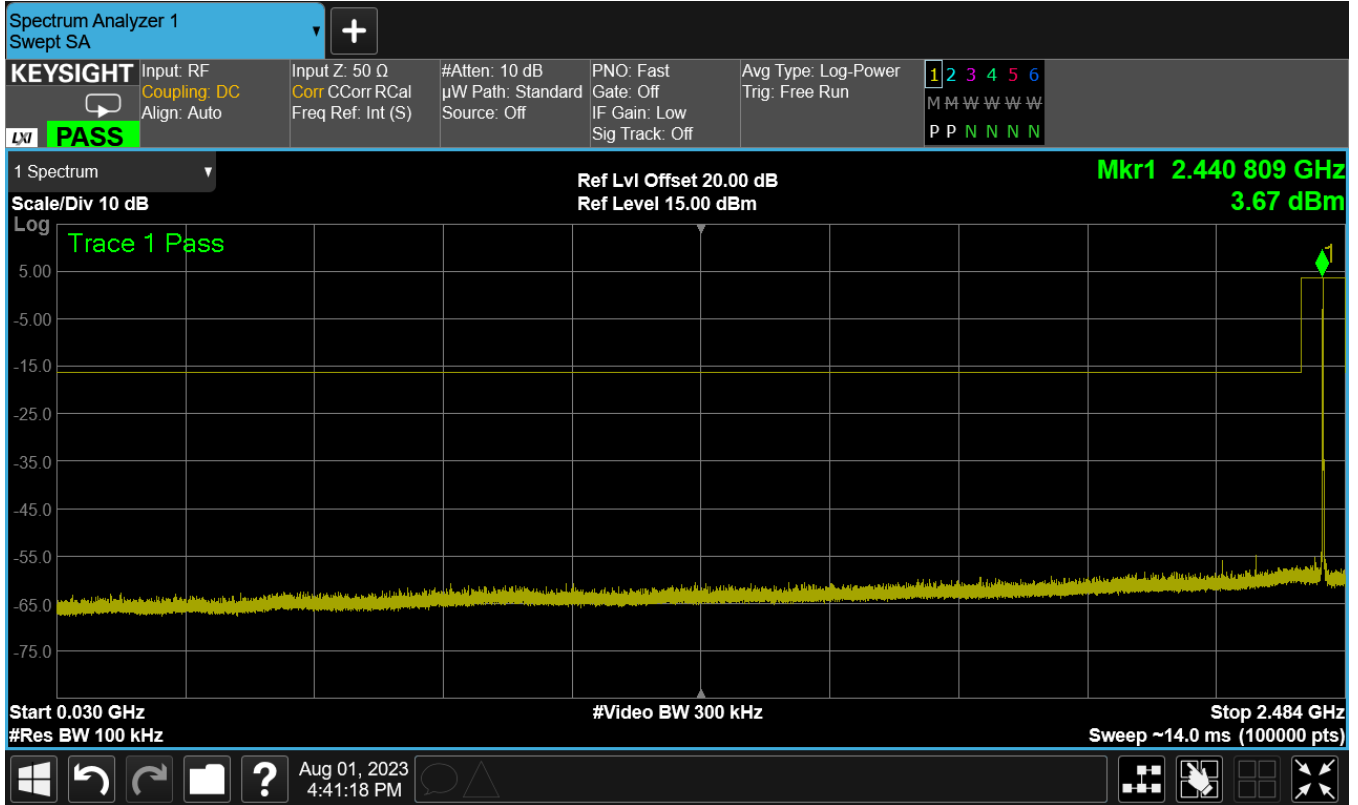 Spectrum Analyzer 1
Swept SA
KEYSIGHT
LXI PASS
Input: RF
Coupling: DC
Align: Auto
Input Z: 50 Ω
Corr CCorr RCal
Freq Ref: Int (S)
#Atten: 10 dB
µW Path: Standard
Source: Off
PNO: Fast
Gate: Off
IF Gain: Low
Sig Track: Off
Avg Type: Log-Power
Trig: Free Run
1 2 3 4 5 6
M M W W W W
P P N N N N
1 Spectrum
Scale/Div 10 dB
Ref Lvl Offset 20.00 dB
Ref Level 15.00 dBm
Mkr1 2.440 809 GHz
3.67 dBm
Log
Trace 1 Pass
1
5.00
-5.00
-15.0
-25.0
-35.0
-45.0
-55.0
-65.0
-75.0
Start 0.030 GHz
#Video BW 300 kHz
Stop 2.484 GHz
#Res BW 100 kHz
Sweep ~14.0 ms (100000 pts)
?
Aug 01, 2023
4:41:18 PM